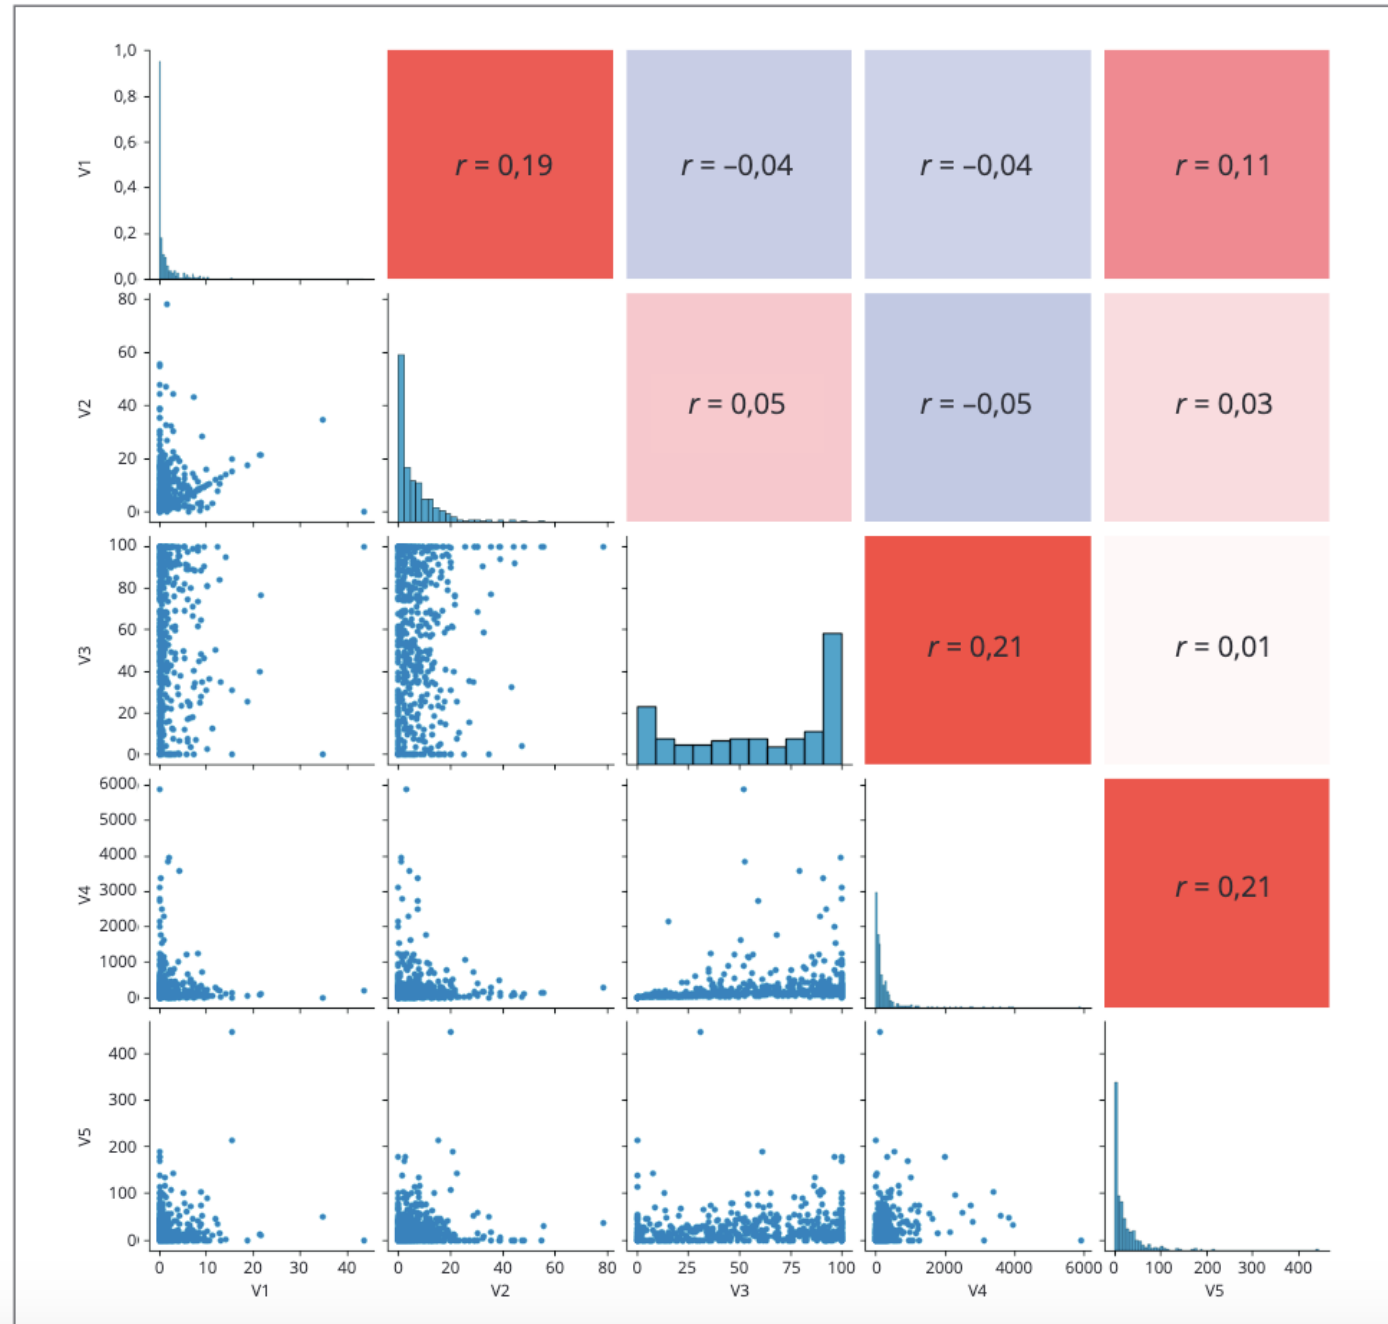 1,0
0,8
0,6
0,4
0,2
0,0
V1
r = 0,19
r = –0,04
r = –0,04
r = 0,11
80
60
40
20
0
V2
r = 0,05
r = –0,05
r = 0,03
100
80
60
40
20
0
V3
r = 0,21
r = 0,01
6000
5000
4000
3000
2000
1000
0
V4
r = 0,21
400
300
200
100
0
V5
0 10 20 30 40
0 20 40 60 80
0 25 50 75 100
0 2000 4000 6000
0 100 200 300 400
V1 V2 V3 V4 V5